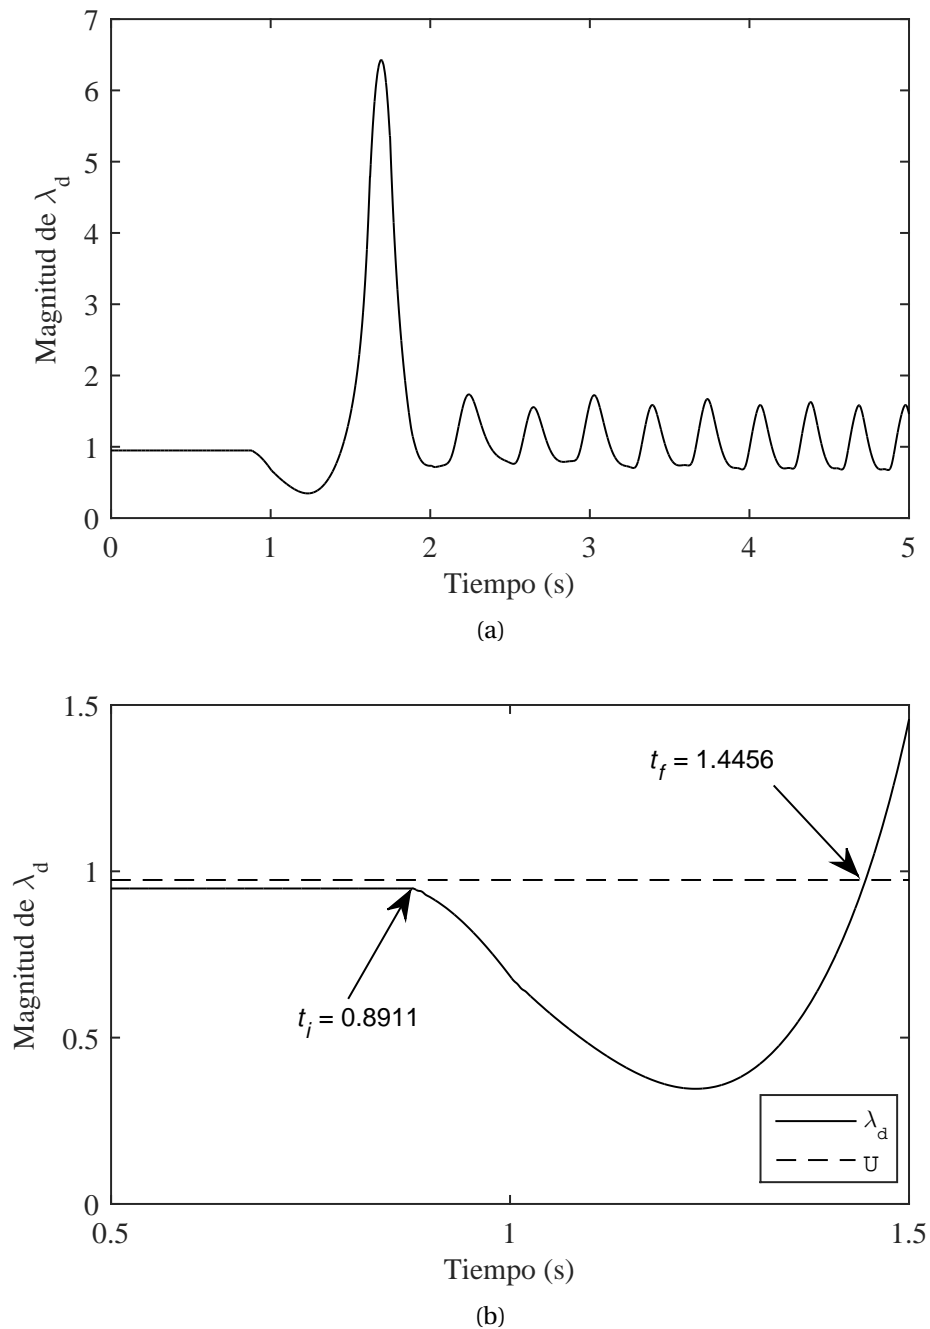 7
6
5
4
3
2
1
0
Magnitud de λd
0 1 2 3 4 5
Tiempo (s)
(a)
1.5
1
0.5
0
Magnitud de λd
tf = 1.4456
ti = 0.8911
λd
U
0.5 1 1.5
Tiempo (s)
(b)